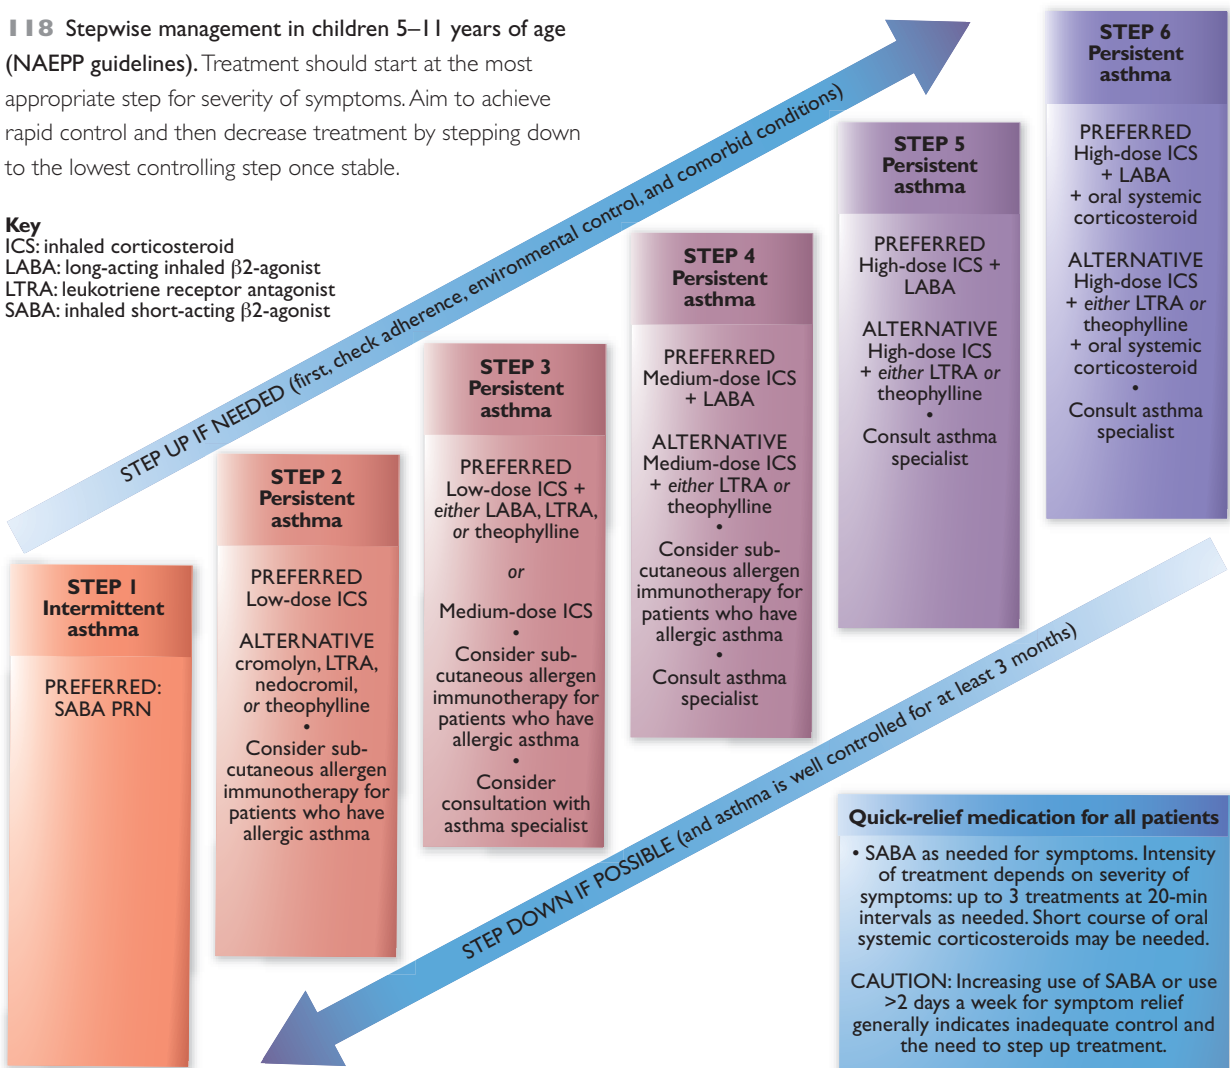 118 Stepwise management in children 5–11 years of age
(NAEPP guidelines). Treatment should start at the most
appropriate step for severity of symptoms. Aim to achieve
rapid control and then decrease treatment by stepping down
to the lowest controlling step once stable.
Key
ICS: inhaled corticosteroid
LABA: long-acting inhaled β2-agonist
LTRA: leukotriene receptor antagonist
SABA: inhaled short-acting β2-agonist
STEP UP IF NEEDED (first, check adherence, environmental control, and comorbid conditions)
STEP 1
Intermittent
asthma
PREFERRED:
SABA PRN
STEP 2
Persistent
asthma
PREFERRED
Low-dose ICS
ALTERNATIVE
cromolyn, LTRA,
nedocromil,
or theophylline
•
Consider sub-
cutaneous allergen
immunotherapy for
patients who have
allergic asthma
STEP 3
Persistent
asthma
PREFERRED
Low-dose ICS +
either LABA, LTRA,
or theophylline
or
Medium-dose ICS
•
Consider sub-
cutaneous allergen
immunotherapy for
patients who have
allergic asthma
•
Consider
consultation with
asthma specialist
STEP 4
Persistent
asthma
PREFERRED
Medium-dose ICS
+ LABA
ALTERNATIVE
Medium-dose ICS
+ either LTRA or
theophylline
•
Consider sub-
cutaneous allergen
immunotherapy for
patients who have
allergic asthma
•
Consult asthma
specialist
STEP 5
Persistent
asthma
PREFERRED
High-dose ICS +
LABA
ALTERNATIVE
High-dose ICS
+ either LTRA or
theophylline
•
Consult asthma
specialist
STEP 6
Persistent
asthma
PREFERRED
High-dose ICS
+ LABA
+ oral systemic
corticosteroid
ALTERNATIVE
High-dose ICS
+ either LTRA or
theophylline
+ oral systemic
corticosteroid
•
Consult asthma
specialist
STEP DOWN IF POSSIBLE (and asthma is well controlled for at least 3 months)
Quick-relief medication for all patients
• SABA as needed for symptoms. Intensity
of treatment depends on severity of
symptoms: up to 3 treatments at 20-min
intervals as needed. Short course of oral
systemic corticosteroids may be needed.
CAUTION: Increasing use of SABA or use
>2 days a week for symptom relief
generally indicates inadequate control and
the need to step up treatment.